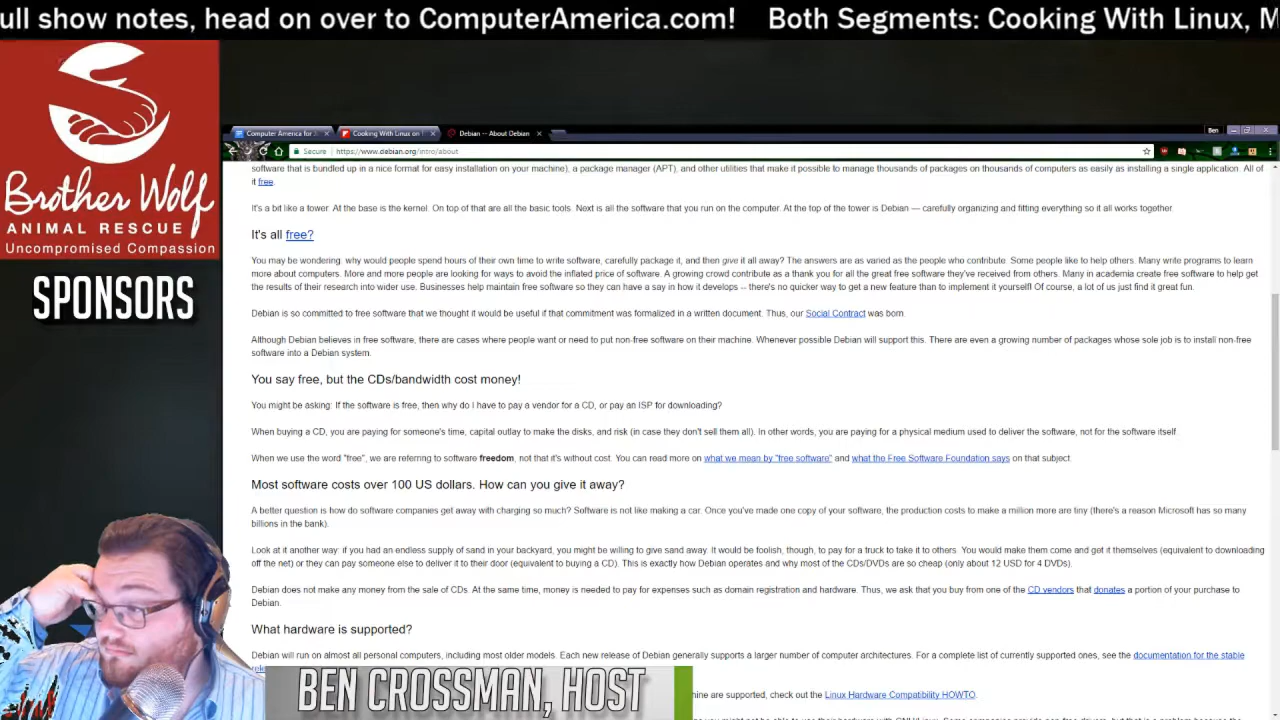 ull show notes, head on over to ComputerAmerica.com! Both Segments: Cooking With Linux, M
Brother Wolf
ANIMAL RESCUE
Uncompromised Compassion
SPONSORS
Computer America for
Cooking With Linux on
Debian -- About Debian
Ben
Secure https://www.debian.org/intro/about
software that is bundled up in a nice format for easy installation on your machine), a package manager (APT), and other utilities that make it possible to manage thousands of packages on thousands of computers as easily as installing a single application. All of
it free.
It's a bit like a tower. At the base is the kernel. On top of that are all the basic tools. Next is all the software that you run on the computer. At the top of the tower is Debian — carefully organizing and fitting everything so it all works together.
It's all free?
You may be wondering: why would people spend hours of their own time to write software, carefully package it, and then give it all away? The answers are as varied as the people who contribute. Some people like to help others. Many write programs to learn
more about computers. More and more people are looking for ways to avoid the inflated price of software. A growing crowd contribute as a thank you for all the great free software they've received from others. Many in academia create free software to help get
the results of their research into wider use. Businesses help maintain free software so they can have a say in how it develops -- there's no quicker way to get a new feature than to implement it yourself! Of course, a lot of us just find it great fun.
Debian is so committed to free software that we thought it would be useful if that commitment was formalized in a written document. Thus, our Social Contract was born.
Although Debian believes in free software, there are cases where people want or need to put non-free software on their machine. Whenever possible Debian will support this. There are even a growing number of packages whose sole job is to install non-free
software into a Debian system.
You say free, but the CDs/bandwidth cost money!
You might be asking: If the software is free, then why do I have to pay a vendor for a CD, or pay an ISP for downloading?
When buying a CD, you are paying for someone's time, capital outlay to make the disks, and risk (in case they don't sell them all). In other words, you are paying for a physical medium used to deliver the software, not for the software itself.
When we use the word "free", we are referring to software freedom, not that it's without cost. You can read more on what we mean by "free software" and what the Free Software Foundation says on that subject.
Most software costs over 100 US dollars. How can you give it away?
A better question is how do software companies get away with charging so much? Software is not like making a car. Once you've made one copy of your software, the production costs to make a million more are tiny (there's a reason Microsoft has so many
billions in the bank).
Look at it another way: if you had an endless supply of sand in your backyard, you might be willing to give sand away. It would be foolish, though, to pay for a truck to take it to others. You would make them come and get it themselves (equivalent to downloading
off the net) or they can pay someone else to deliver it to their door (equivalent to buying a CD). This is exactly how Debian operates and why most of the CDs/DVDs are so cheap (only about 12 USD for 4 DVDs).
Debian does not make any money from the sale of CDs. At the same time, money is needed to pay for expenses such as domain registration and hardware. Thus, we ask that you buy from one of the CD vendors that donates a portion of your purchase to
Debian.
What hardware is supported?
Debian will run on almost all personal computers, including most older models. Each new release of Debian generally supports a larger number of computer architectures. For a complete list of currently supported ones, see the documentation for the stable
BEN CROSSMAN, HOST
are supported, check out the Linux Hardware Compatibility HOWTO.